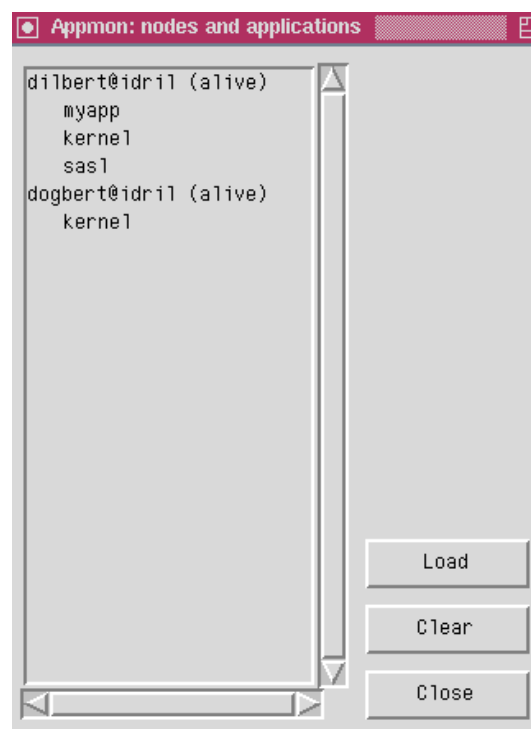 Appmon: nodes and applications
dilbert@idril (alive)
myapp
kernel
sasl
dogbert@idril (alive)
kernel
Load
Clear
Close